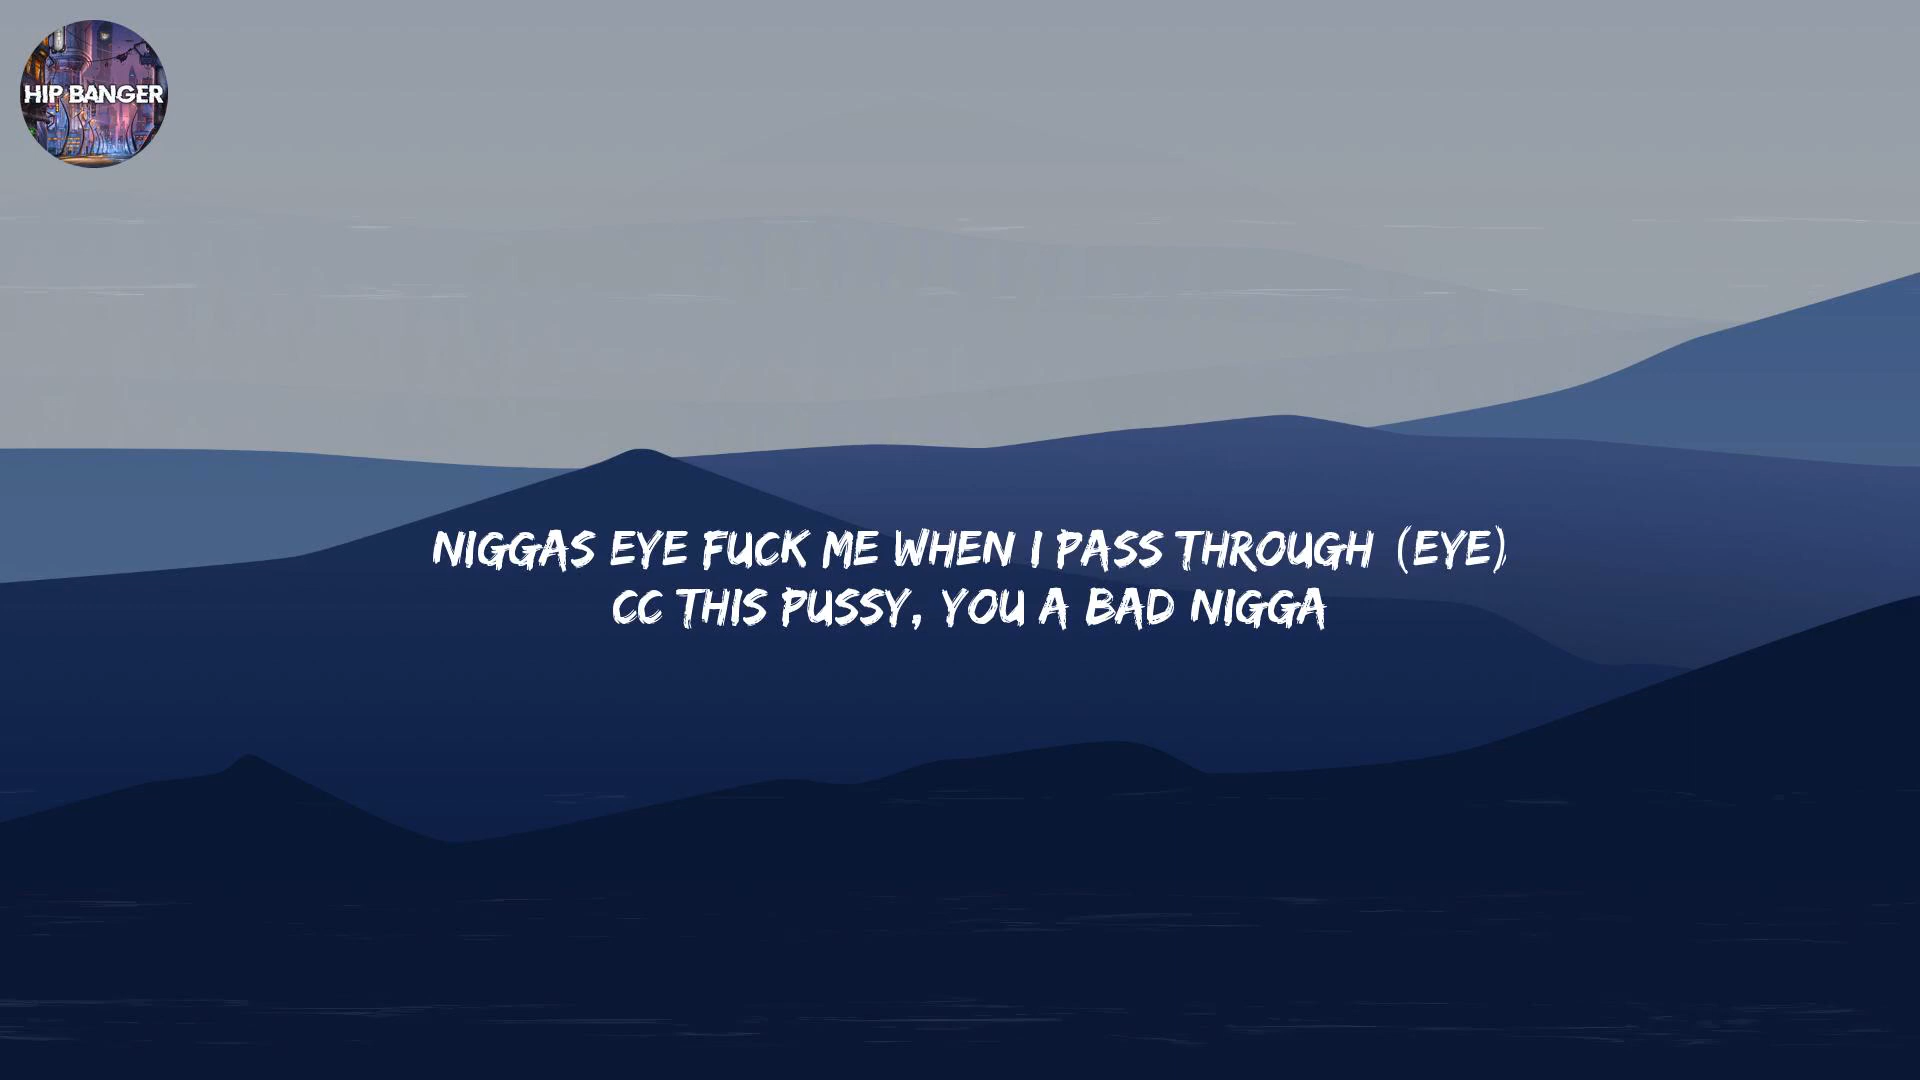 HIP BANGER
NIGGAS EYE FUCK ME WHEN I PASS THROUGH (EYE)
CC THIS PUSSY, YOU A BAD NIGGA